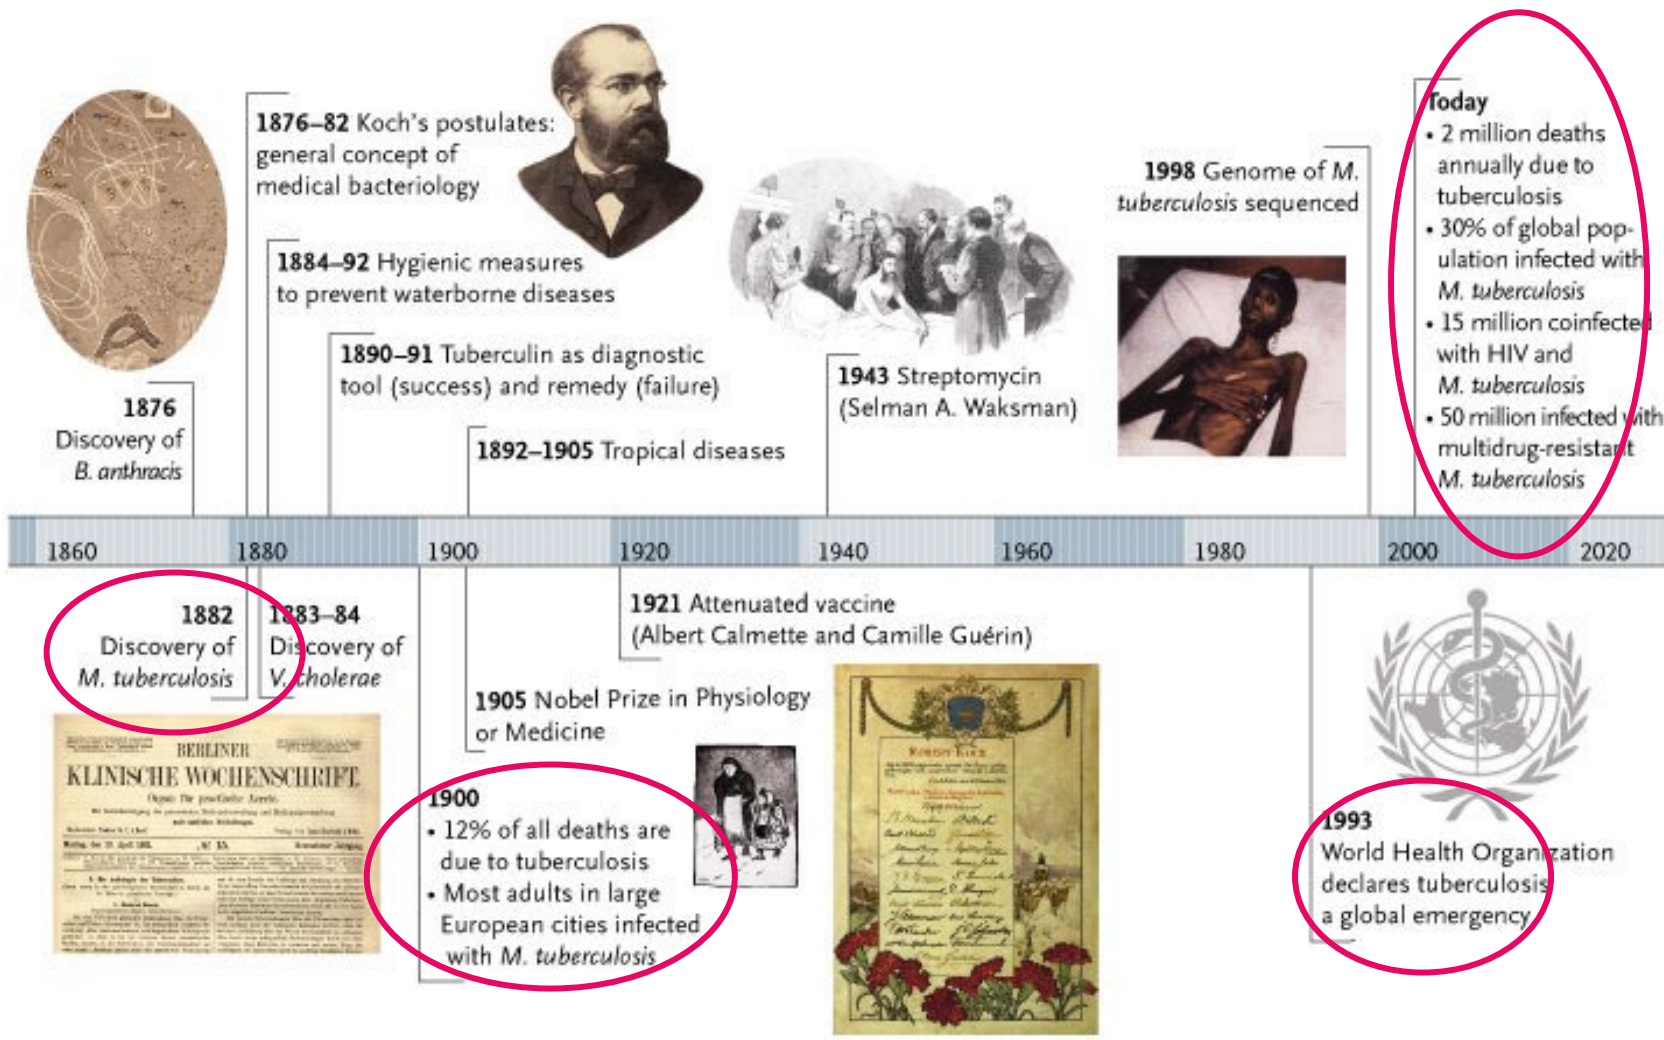 1876–82 Koch's postulates:
general concept of
medical bacteriology
1884–92 Hygienic measures
to prevent waterborne diseases
1890–91 Tuberculin as diagnostic
tool (success) and remedy (failure)
1892–1905 Tropical diseases
1876
Discovery of
B. anthracis
1943 Streptomycin
(Selman A. Waksman)
1998 Genome of M.
tuberculosis sequenced
Today
• 2 million deaths
annually due to
tuberculosis
• 30% of global pop-
ulation infected with
M. tuberculosis
• 15 million coinfected
with HIV and
M. tuberculosis
• 50 million infected with
multidrug-resistant
M. tuberculosis
1860 1880 1900 1920 1940 1960 1980 2000 2020
1882
Discovery of
M. tuberculosis
1883–84
Discovery of
V. cholerae
1921 Attenuated vaccine
(Albert Calmette and Camille Guérin)
1905 Nobel Prize in Physiology
or Medicine
1900
• 12% of all deaths are
due to tuberculosis
• Most adults in large
European cities infected
with M. tuberculosis
1993
World Health Organization
declares tuberculosis
a global emergency
BERLINER
KLINISCHE WOCHENSCHRIFT.
ROBERT KOCH